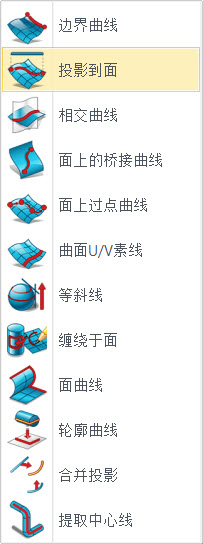 边界曲线
投影到面
相交曲线
面上的桥接曲线
面上过点曲线
曲面U/V素线
等斜线
缠绕于面
面曲线
轮廓曲线
合并投影
提取中心线